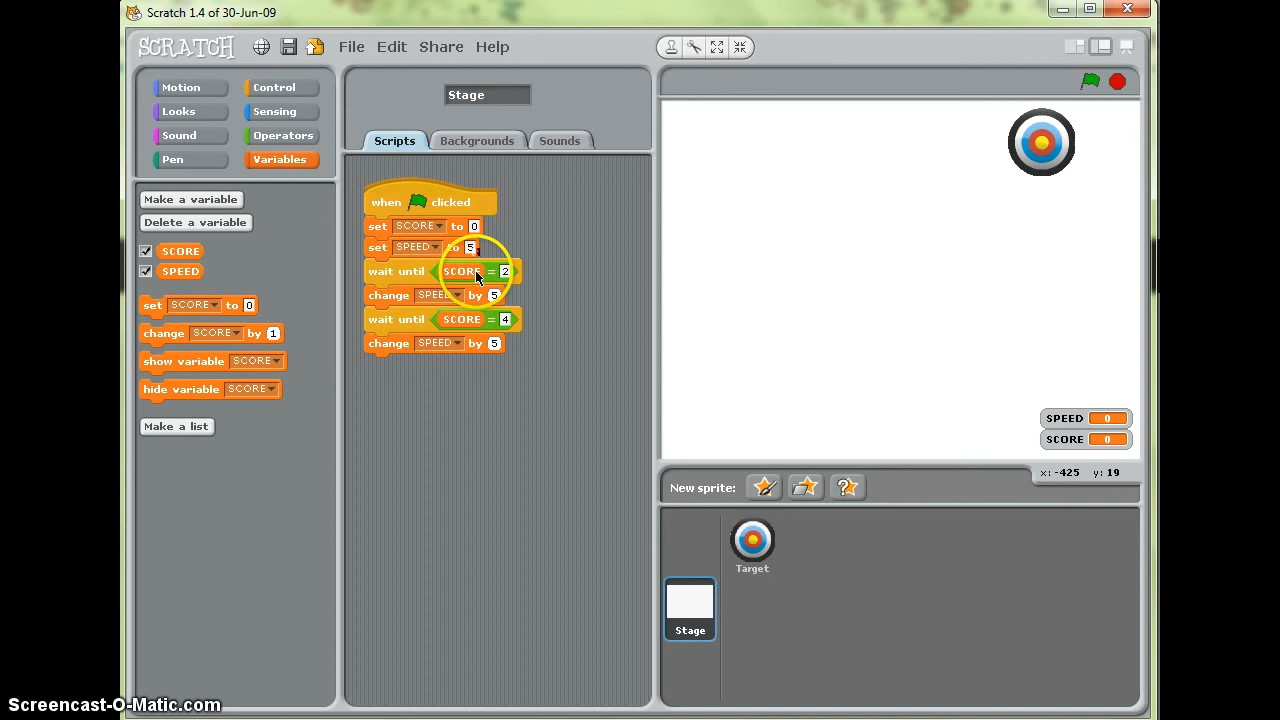 Scratch 1.4 of 30-Jun-09
SCRATCH File Edit Share Help
Motion Control
Looks Sensing
Sound Operators
Pen Variables
Make a variable
Delete a variable
SCORE
SPEED
set SCORE to 0
change SCORE by 1
show variable SCORE
hide variable SCORE
Make a list
Stage
Scripts Backgrounds Sounds
when clicked
set SCORE to 0
set SPEED to 5
wait until SCORE = 2
change SPEED by 5
wait until SCORE = 4
change SPEED by 5
SPEED 0
SCORE 0
x: -425 y: 19
New sprite:
Target
Stage
Screencast-O-Matic.com